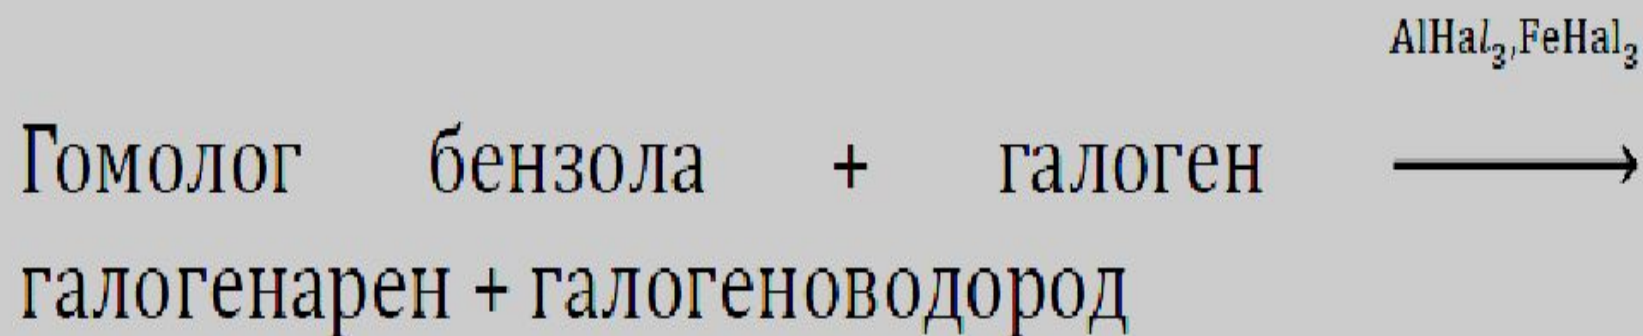 AlHal₃,FeHal₃
Гомолог бензола + галоген ⟶
галогенарен + галогеноводород